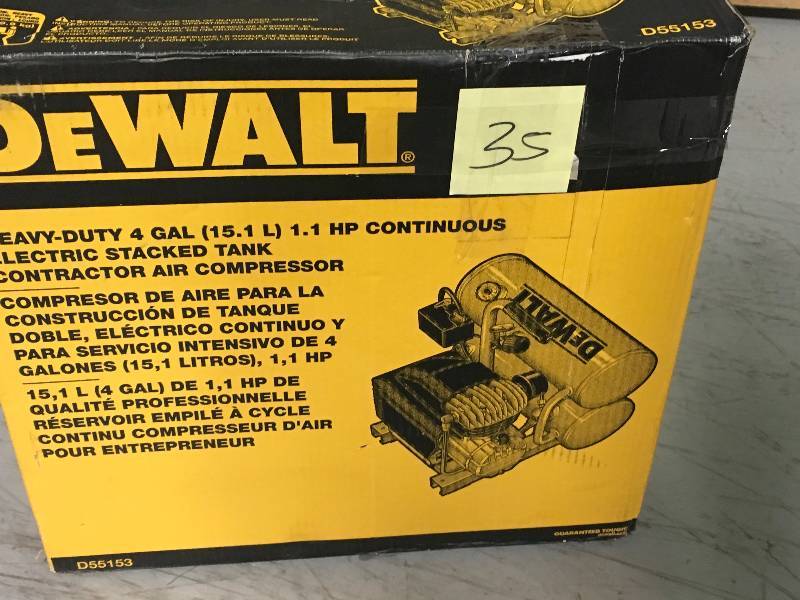 D55153
DEWALT®
35
EAVY-DUTY 4 GAL (15.1 L) 1.1 HP CONTINUOUS
LECTRIC STACKED TANK
CONTRACTOR AIR COMPRESSOR
COMPRESOR DE AIRE PARA LA
CONSTRUCCIÓN DE TANQUE
DOBLE, ELÉCTRICO CONTINUO Y
PARA SERVICIO INTENSIVO DE 4
GALONES (15,1 LITROS), 1,1 HP
15,1 L (4 GAL) DE 1,1 HP DE
QUALITÉ PROFESSIONNELLE
RÉSERVOIR EMPILÉ À CYCLE
CONTINU COMPRESSEUR D'AIR
POUR ENTREPRENEUR
DEWALT
D55153
GUARANTEED TOUGH